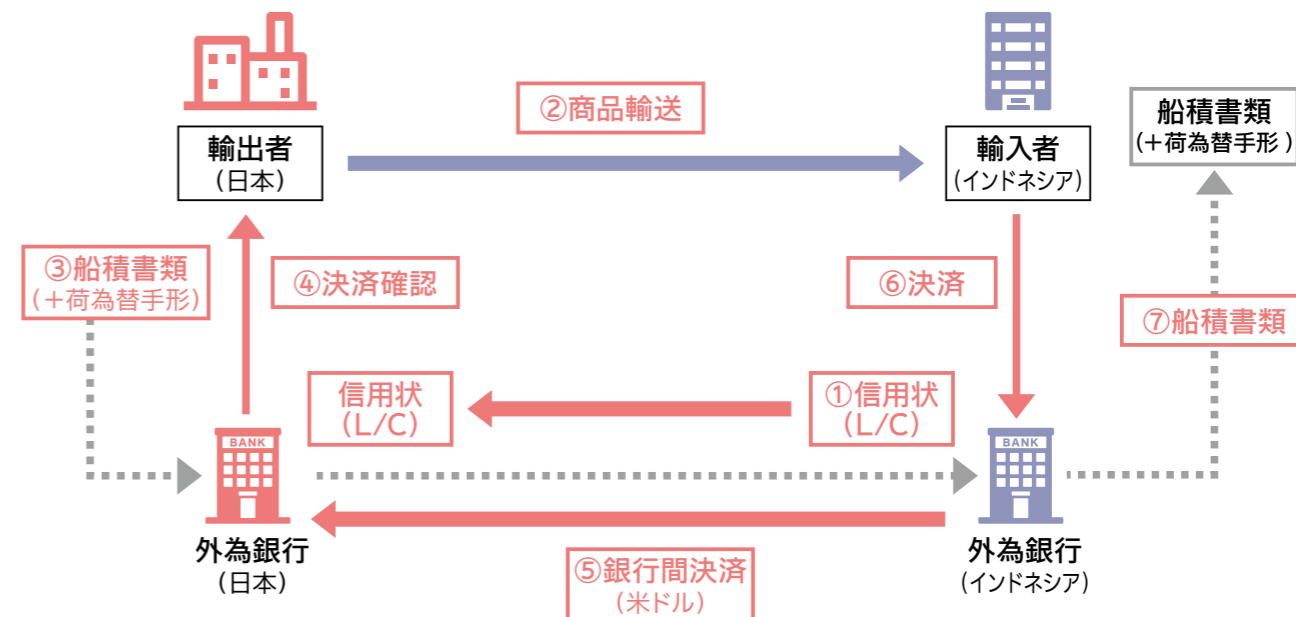 ②商品輸送
輸出者
（日本）
輸入者
（インドネシア）
船積書類
（＋荷為替手形）
③船積書類
（＋荷為替手形）
④決済確認
⑥決済
⑦船積書類
信用状
（L/C）
①信用状
（L/C）
BANK
BANK
外為銀行
（日本）
⑤銀行間決済
（米ドル）
外為銀行
（インドネシア）